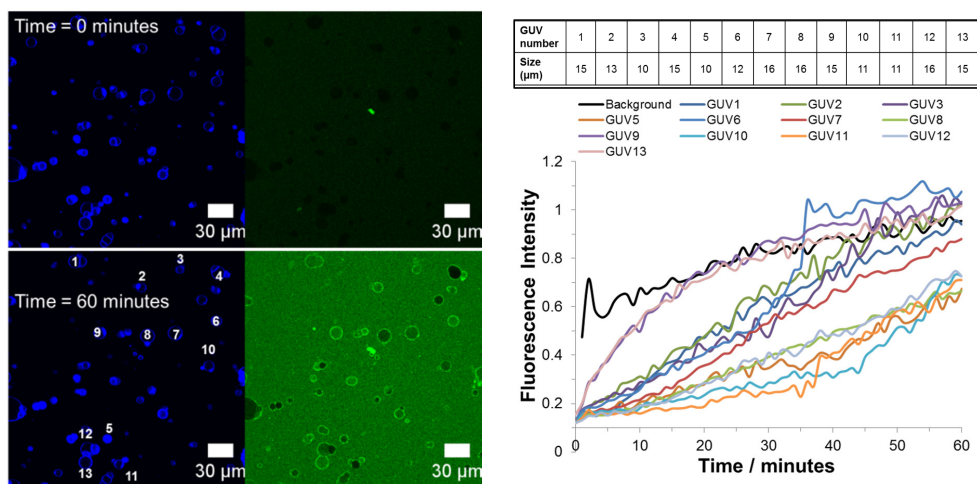 Time = 0 minutes
30 µm
30 µm
Time = 60 minutes
1
2
3
4
9
8
7
6
10
12
5
13
11
30 µm
30 µm
GUV number 1 2 3 4 5 6 7 8 9 10 11 12 13
Size (µm) 15 13 10 15 10 12 16 16 15 11 11 16 15
Background GUV1 GUV2 GUV3
GUV5 GUV6 GUV7 GUV8
GUV9 GUV10 GUV11 GUV12
GUV13
Fluorescence Intensity
1.2
1
0.8
0.6
0.4
0.2
0
0 10 20 30 40 50 60
Time / minutes